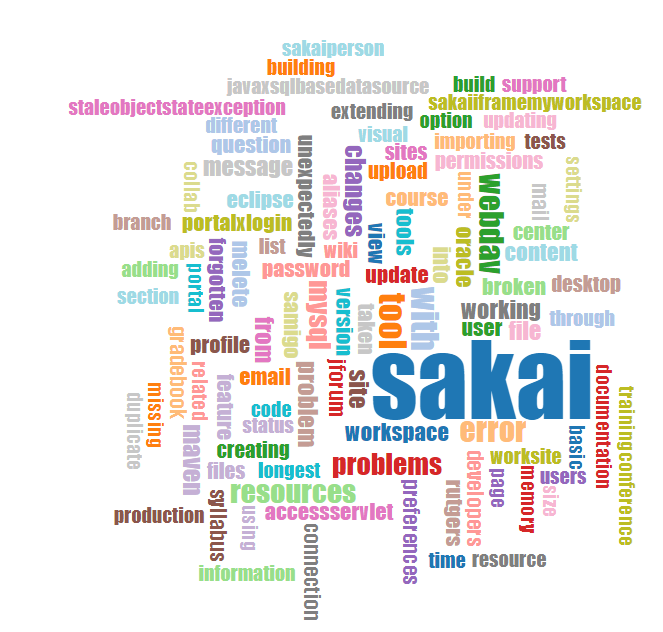 sakaiperson
building
javaxsqlbasedatasource
build
support
staleobjectstateexception
sakaiiframemyworkspace
extending
option
updating
different
visual
question
unexpectedly
changes
sites
importing
tests
message
upload
permissions
collab
aliases
under
webdav
mail
settings
eclipse
course
branch
portalxlogin
tools
view
center
apis
forgotten
melete
list
wiki
into
oracle
content
adding
portal
password
update
broken
desktop
section
samigo
mysql
version
taken
tool
with
working
user
file
through
gradebook
profile
from
sakai
related
feature
email
problem
jforum
site
documentation
duplicate
missing
code
status
workspace
error
basic
trainingconference
maven
creating
files
longest
problems
developers
worksite
page
memory
users
size
resources
preferences
rutgers
production
syllabus
using
accessservlet
connection
time
resource
information